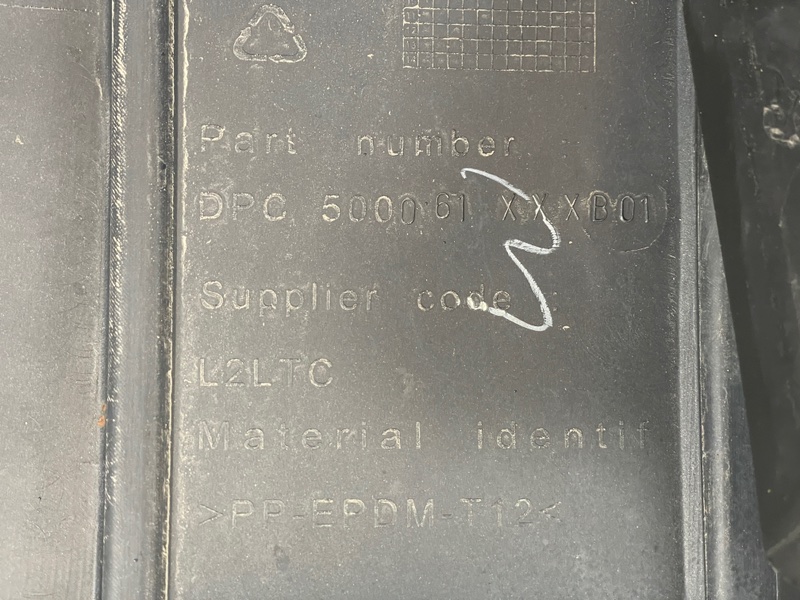 Part number
DPC 500061 XXXB01
Supplier code
L2LTC
Material identif
>PP-EPDM-T12<